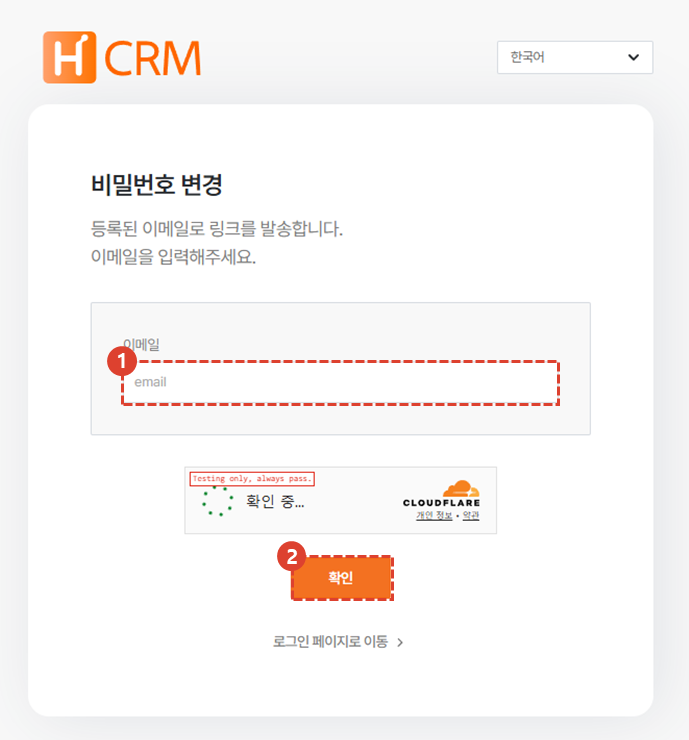 H CRM
한국어
비밀번호 변경
등록된 이메일로 링크를 발송합니다.
이메일을 입력해주세요.
이메일
1
email
Testing only, always pass.
확인 중...
CLOUDFLARE
개인 정보 • 약관
2
확인
로그인 페이지로 이동 >